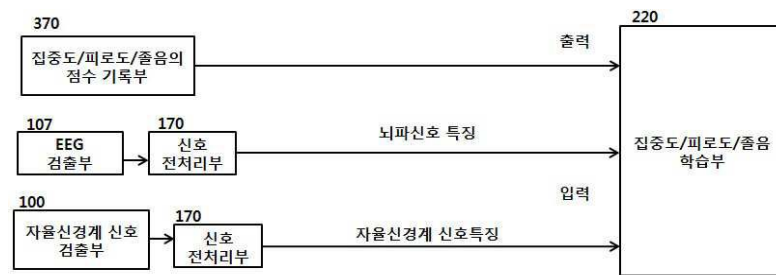 370
집중도/피로도/졸음의
점수 기록부
출력
220
107
EEG
검출부
170
신호
전처리부
뇌파신호 특징
집중도/피로도/졸음
학습부
입력
100
자율신경계 신호
검출부
170
신호
전처리부
자율신경계 신호특징